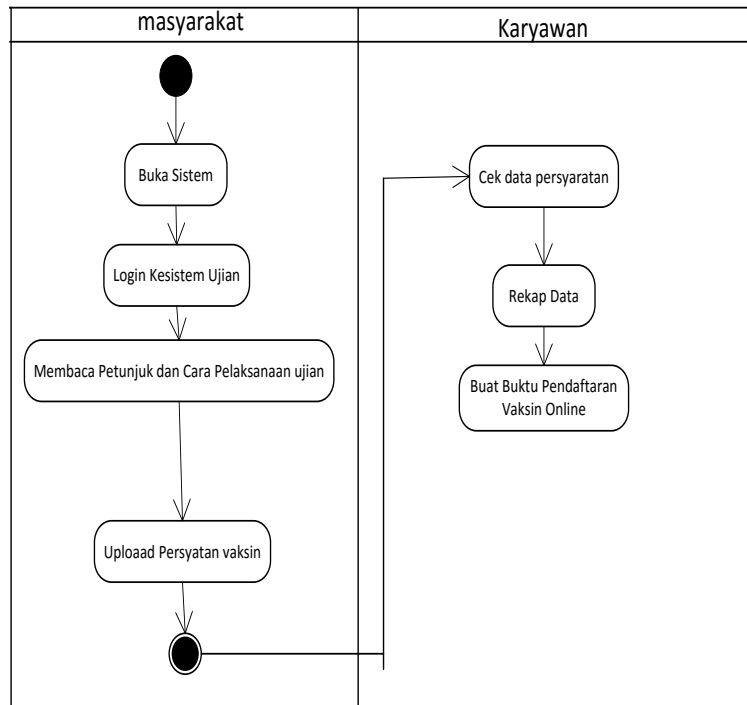 masyarakat
Karyawan
Buka Sistem
Login Kesistem Ujian
Membaca Petunjuk dan Cara Pelaksanaan ujian
Uploaad Persyatan vaksin
Cek data persyaratan
Rekap Data
Buat Buktu Pendaftaran
Vaksin Online